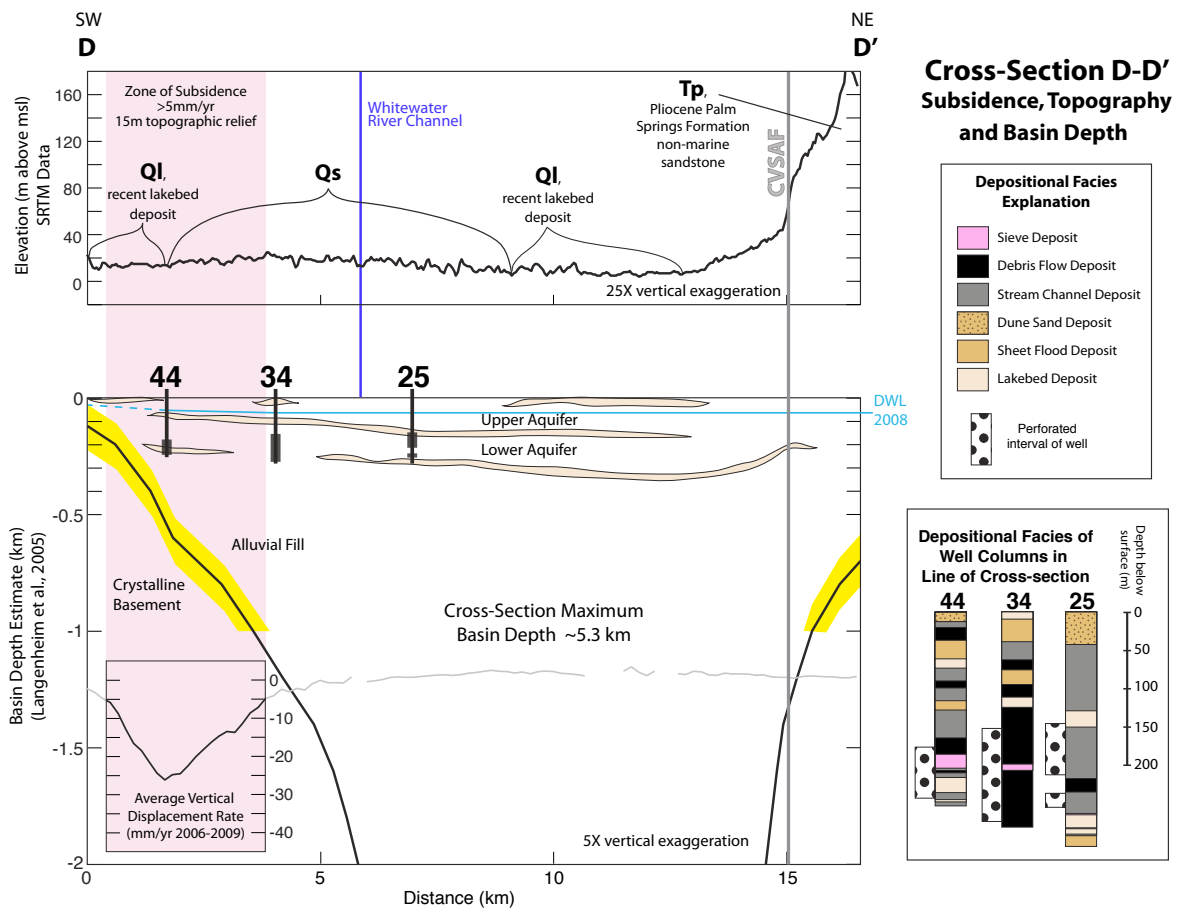 SW
D
NE
D'
Cross-Section D-D'
Subsidence, Topography
and Basin Depth
Elevation (m above msl)
SRTM Data
160
120
80
40
0
Zone of Subsidence
>5mm/yr
15m topographic relief
Whitewater
River Channel
Tp,
Pliocene Palm
Springs Formation
non-marine
sandstone
CVSAF
Ql,
recent lakebed
deposit
Qs
Ql,
recent lakebed
deposit
25X vertical exaggeration
Depositional Facies
Explanation
Sieve Deposit
Debris Flow Deposit
Stream Channel Deposit
Dune Sand Deposit
Sheet Flood Deposit
Lakebed Deposit
Perforated
interval of well
44
34
25
DWL
2008
Upper Aquifer
Lower Aquifer
Basin Depth Estimate (km)
(Langenheim et al., 2005)
0
-0.5
-1
-1.5
-2
Alluvial Fill
Crystalline
Basement
Cross-Section Maximum
Basin Depth ~5.3 km
0
-10
-20
-30
-40
Average Vertical
Displacement Rate
(mm/yr 2006-2009)
5X vertical exaggeration
0
5
10
15
Distance (km)
Depositional Facies of
Well Columns in
Line of Cross-section
44
34
25
Depth below
surface (m)
0
50
100
150
200